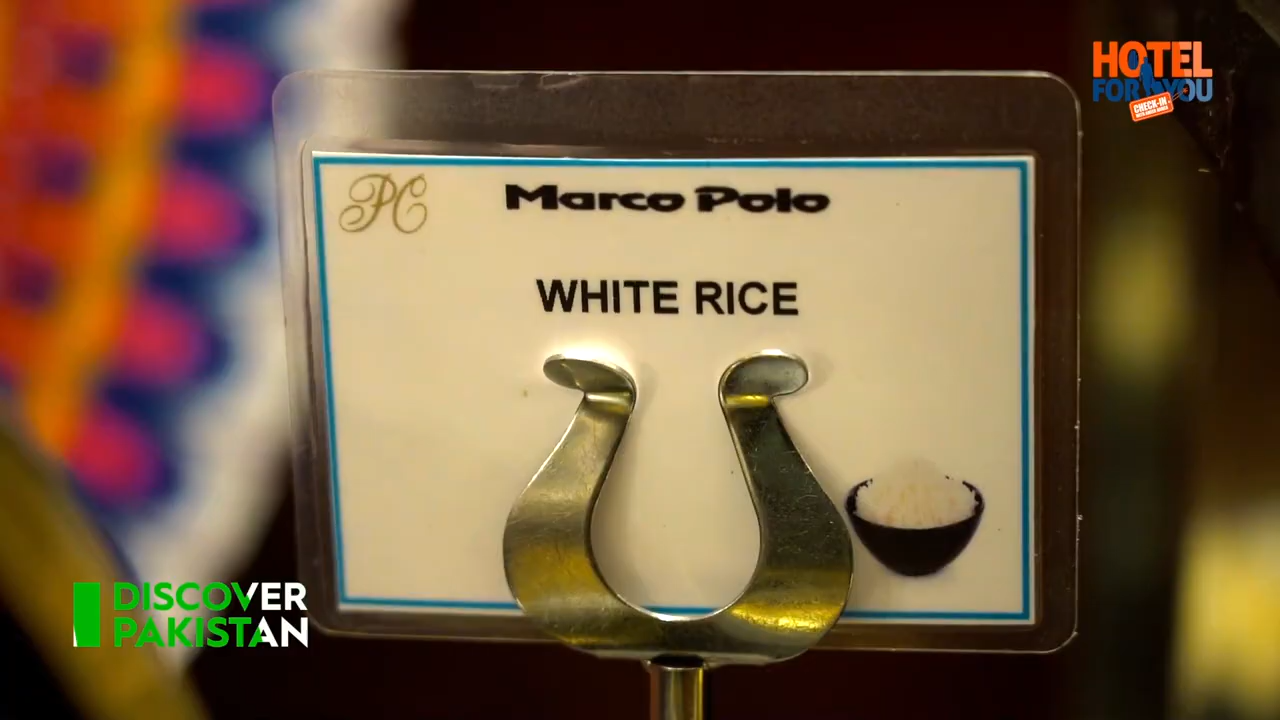 HOTEL
FOR YOU
CHECK-IN
PC
Marco Polo
WHITE RICE
DISCOVER
PAKISTAN